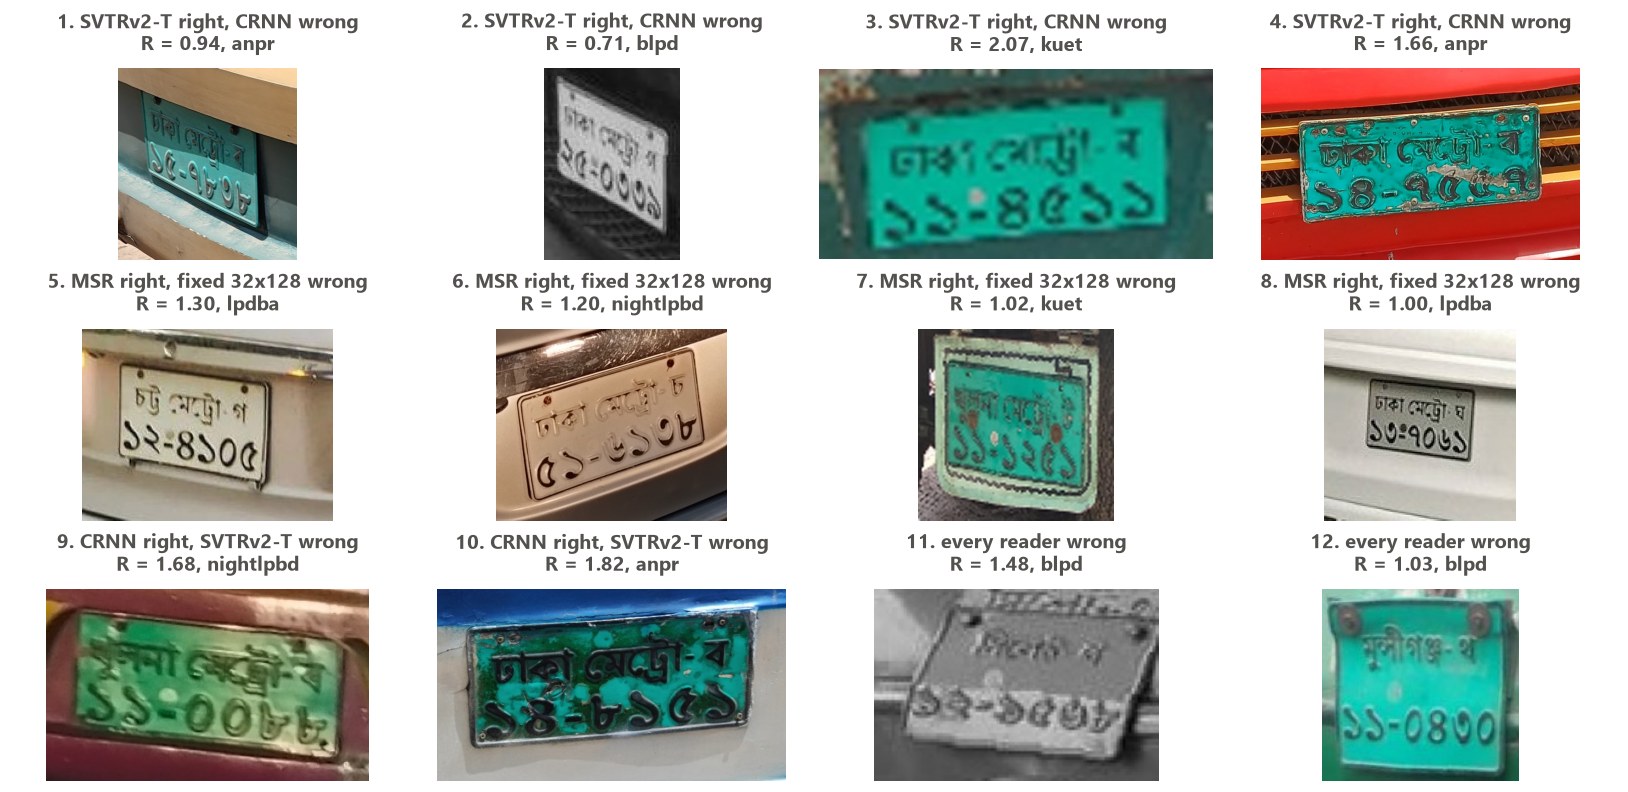 1. SVTRv2-T right, CRNN wrong
R = 0.94, anpr
ঢাকা মেট্রো-ব
১৫-৭৮৩৮
2. SVTRv2-T right, CRNN wrong
R = 0.71, blpd
ঢাকা মেট্রো গ
২৫-০৩৩৯
3. SVTRv2-T right, CRNN wrong
R = 2.07, kuet
ঢাকা মেট্রো-ব
১১-৪৫১১
4. SVTRv2-T right, CRNN wrong
R = 1.66, anpr
ঢাকা মেট্রো-ব
5. MSR right, fixed 32x128 wrong
R = 1.30, lpdba
চট্ট মেট্রো-গ
১২-৪১০৫
6. MSR right, fixed 32x128 wrong
R = 1.20, nightlpbd
ঢাকা মেট্রো-চ
৫১-৬১৩৮
7. MSR right, fixed 32x128 wrong
R = 1.02, kuet
খুলনা মেট্রো
১১-১২৫১
8. MSR right, fixed 32x128 wrong
R = 1.00, lpdba
ঢাকা মেট্রো-ঘ
১৩-৭০৬১
9. CRNN right, SVTRv2-T wrong
R = 1.68, nightlpbd
খুলনা মেট্রো-ব
১১-০০৮৮
10. CRNN right, SVTRv2-T wrong
R = 1.82, anpr
ঢাকা মেট্রো-ব
১৪-৮১৫১
11. every reader wrong
R = 1.48, blpd
12. every reader wrong
R = 1.03, blpd
মুন্সীগঞ্জ-থ
১১-০৪৩০